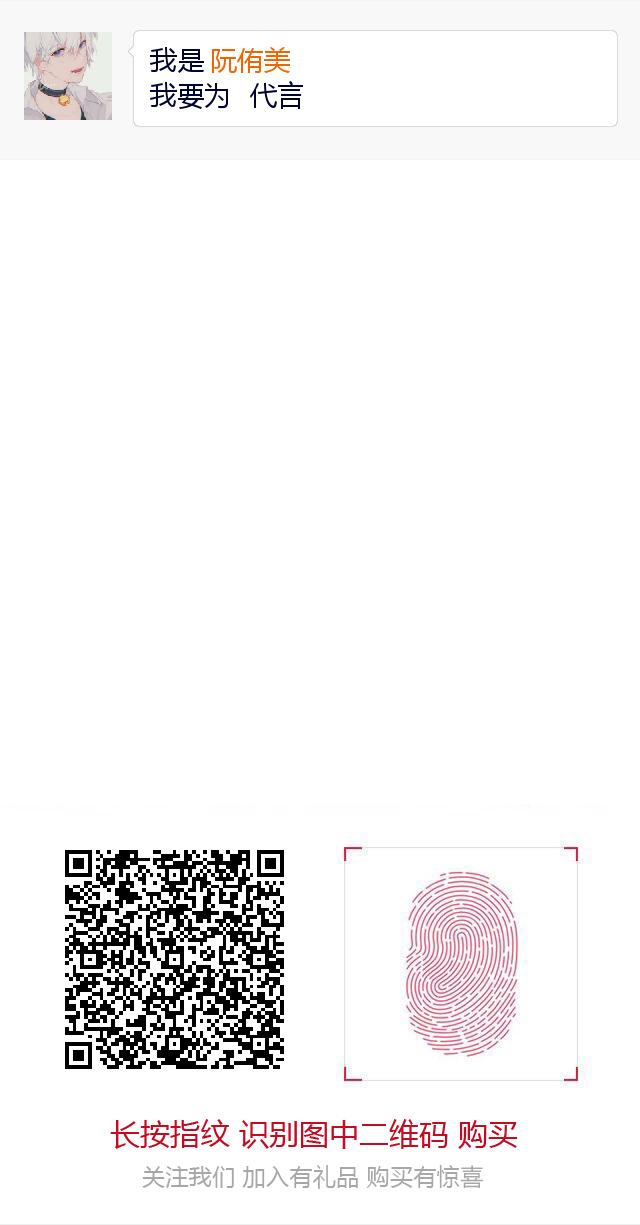 我是 阮侑美
我要为 代言
长按指纹 识别图中二维码 购买
关注我们 加入有礼品 购买有惊喜